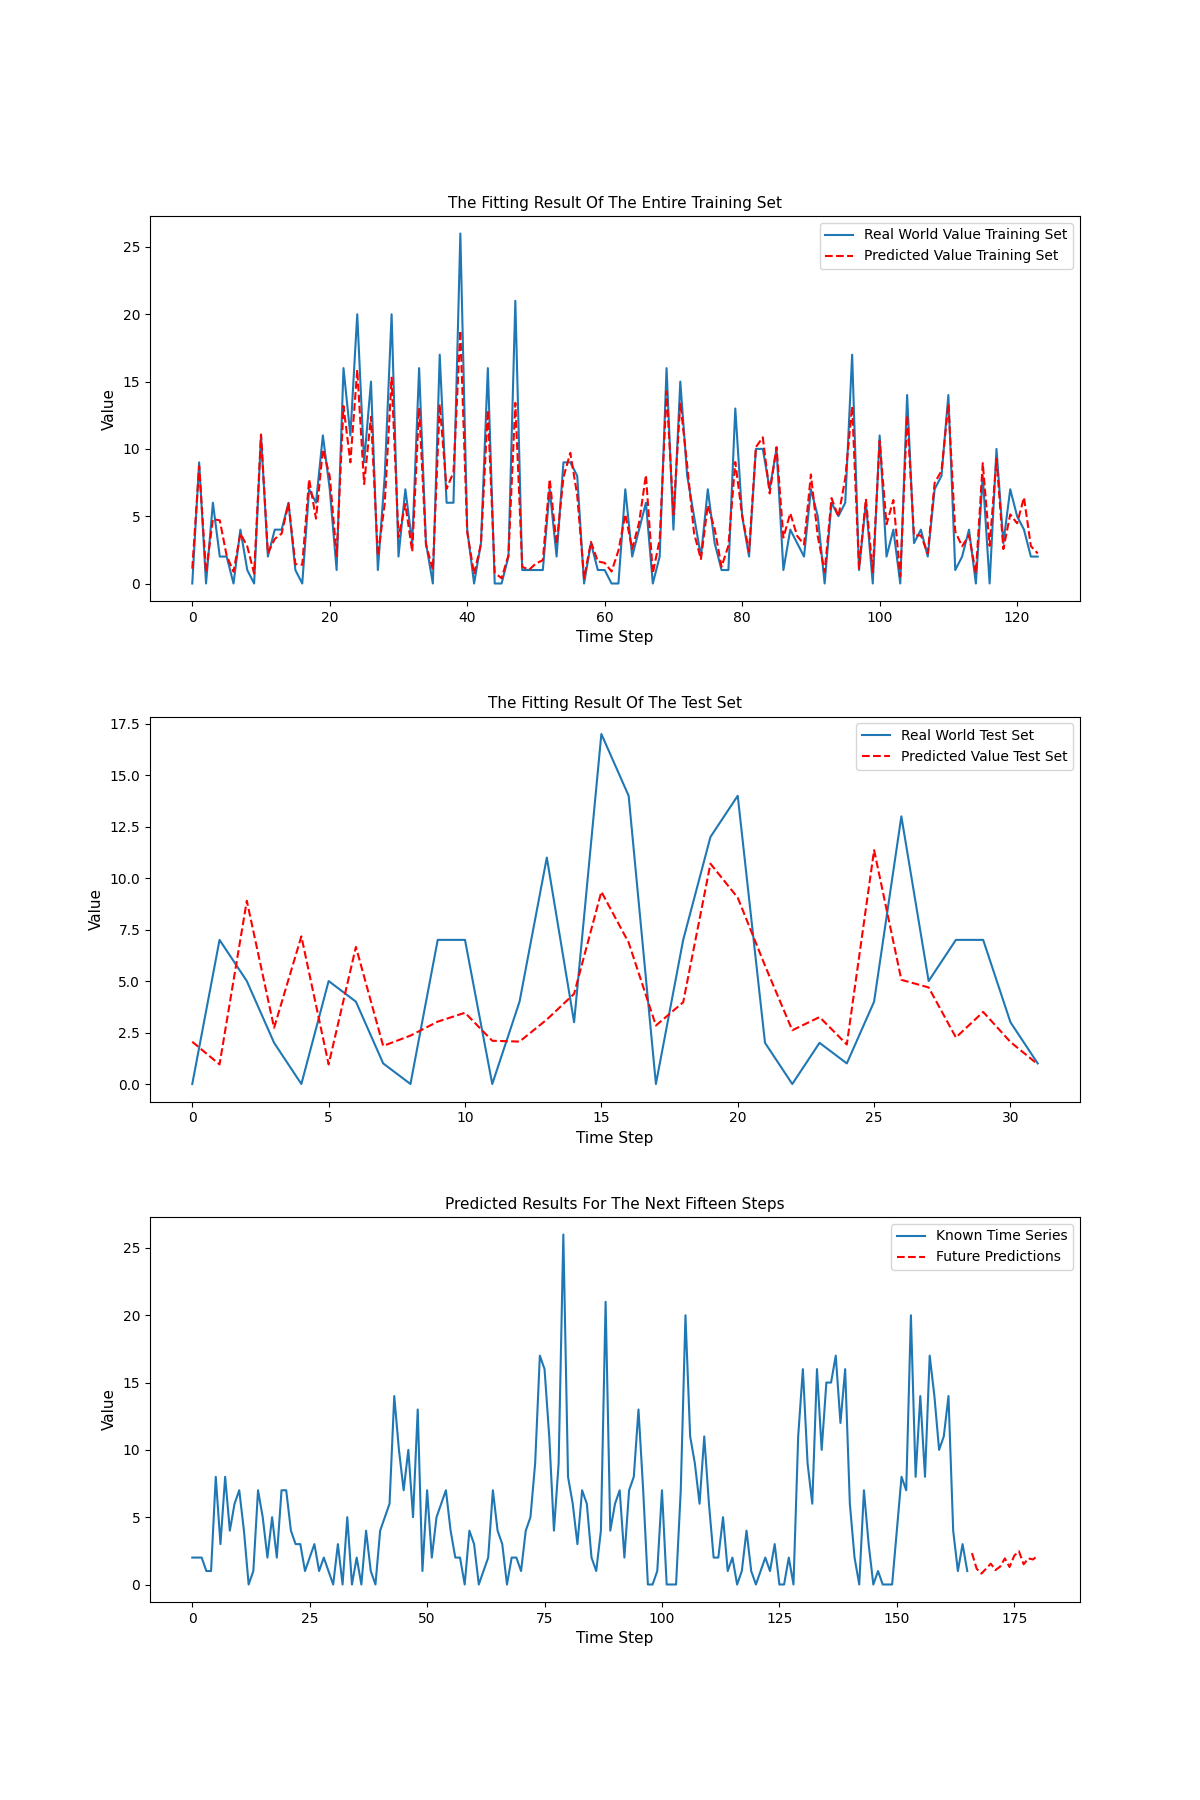 The Fitting Result Of The Entire Training Set
Real World Value Training Set
Predicted Value Training Set
25
20
15
10
5
0
Value
0 20 40 60 80 100 120
Time Step
The Fitting Result Of The Test Set
Real World Test Set
Predicted Value Test Set
17.5
15.0
12.5
10.0
7.5
5.0
2.5
0.0
Value
0 5 10 15 20 25 30
Time Step
Predicted Results For The Next Fifteen Steps
Known Time Series
Future Predictions
25
20
15
10
5
0
Value
0 25 50 75 100 125 150 175
Time Step